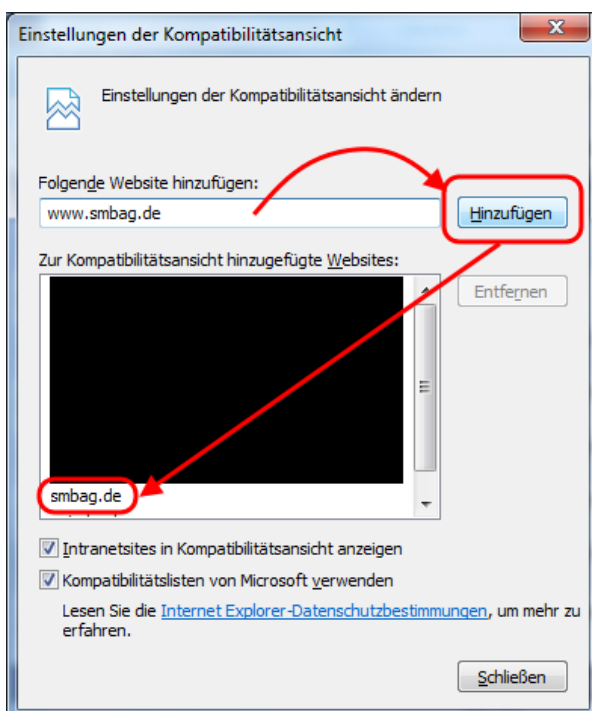 Einstellungen der Kompatibilitätsansicht
Einstellungen der Kompatibilitätsansicht ändern
Folgende Website hinzufügen:
www.smbag.de
Hinzufügen
Zur Kompatibilitätsansicht hinzugefügte Websites:
Entfernen
smbag.de
Intranetsites in Kompatibilitätsansicht anzeigen
Kompatibilitätslisten von Microsoft verwenden
Lesen Sie die Internet Explorer-Datenschutzbestimmungen, um mehr zu
erfahren.
Schließen